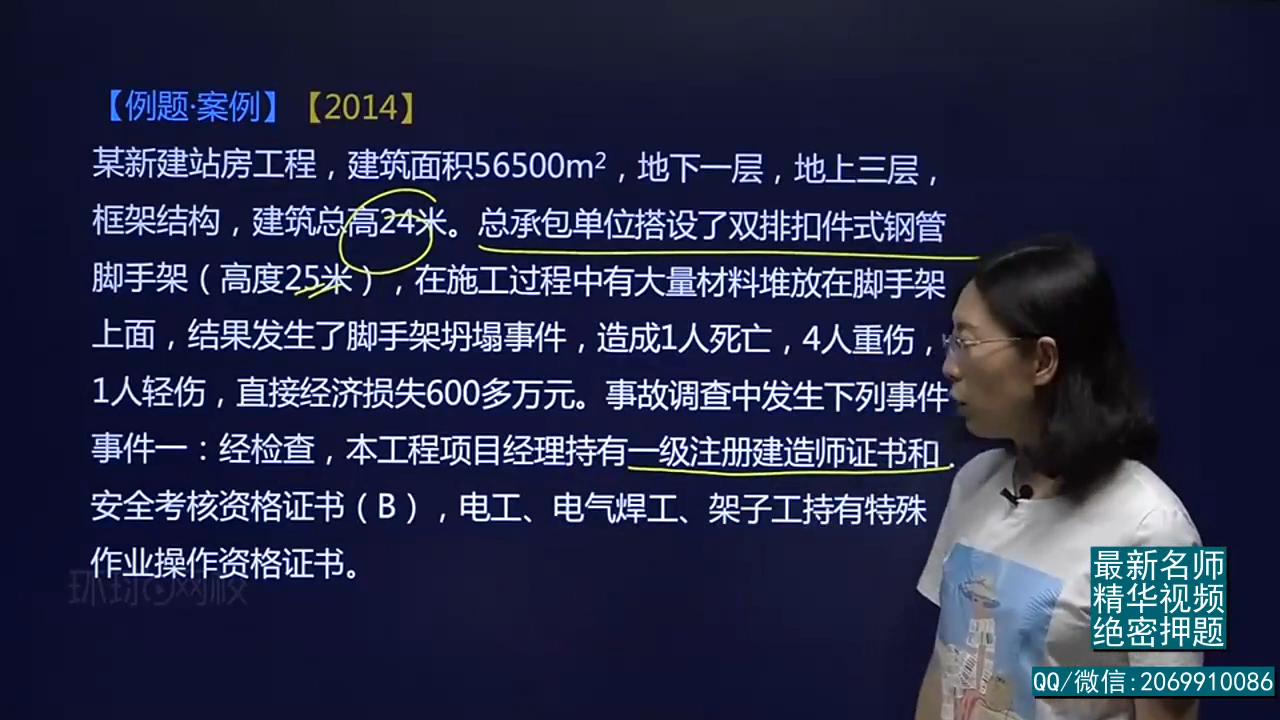 【例题·案例】【2014】
某新建站房工程，建筑面积56500m²，地下一层，地上三层，
框架结构，建筑总高24米。总承包单位搭设了双排扣件式钢管
脚手架（高度25米），在施工过程中有大量材料堆放在脚手架
上面，结果发生了脚手架坍塌事件，造成1人死亡，4人重伤，
1人轻伤，直接经济损失600多万元。事故调查中发生下列事件
事件一：经检查，本工程项目经理持有一级注册建造师证书和
安全考核资格证书（B），电工、电气焊工、架子工持有特殊
作业操作资格证书。
环球网校
最新名师
精华视频
绝密押题
QQ/微信:2069910086